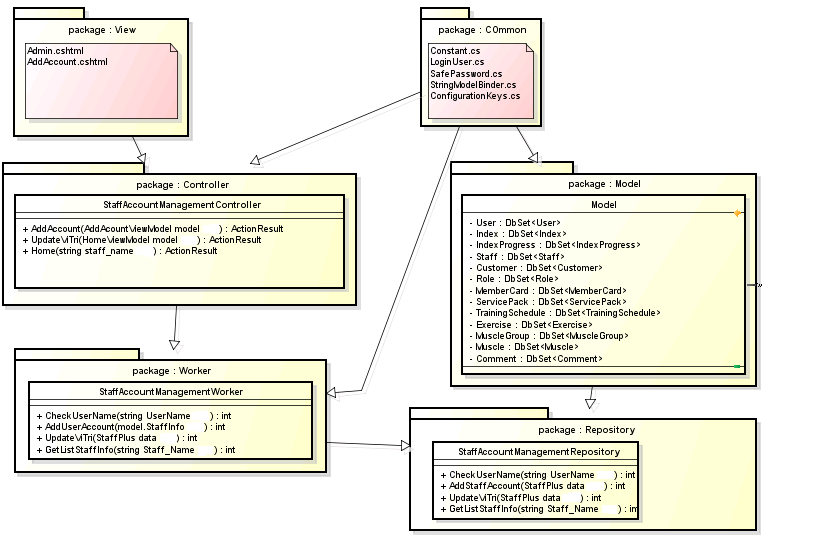 package : View
Admin.cshtml
AddAccount.cshtml
package : C0mmon
Constant.cs
LoginUser.cs
SafePassword.cs
StringModelBinder.cs
ConfigurationKeys.cs
package : Controller
StaffAccountManagementController
+ AddAccount(AddAcountViewModel model ) : ActionResult
+ UpdateViTri(HomeViewModel model ) : ActionResult
+ Home(string staff_name ) : ActionResult
package : Model
Model
- User : DbSet<User>
- Index : DbSet<Index>
- IndexProgress : DbSet<IndexProgress>
- Staff : DbSet<Staff>
- Customer : DbSet<Customer>
- Role : DbSet<Role>
- MemberCard : DbSet<MemberCard>
- ServicePack : DbSet<ServicePack>
- TrainingSchedule : DbSet<TrainingSchedule>
- Exercise : DbSet<Exercise>
- MuscleGroup : DbSet<MuscleGroup>
- Muscle : DbSet<Muscle>
- Comment : DbSet<Comment>
package : Worker
StaffAccountManagementWorker
+ CheckUserName(string UserName ) : int
+ AddUserAccount(model.StaffInfo ) : int
+ UpdateViTri(StaffPlus data ) : int
+ GetListStaffInfo(string Staff_Name ) : int
package : Repository
StaffAccountManagementRepository
+ CheckUserName(string UserName ) : int
+ AddStaffAccount(StaffPlus data ) : int
+ UpdateViTri(StaffPlus data ) : int
+ GetListStaffInfo(string Staff_Name ) : in